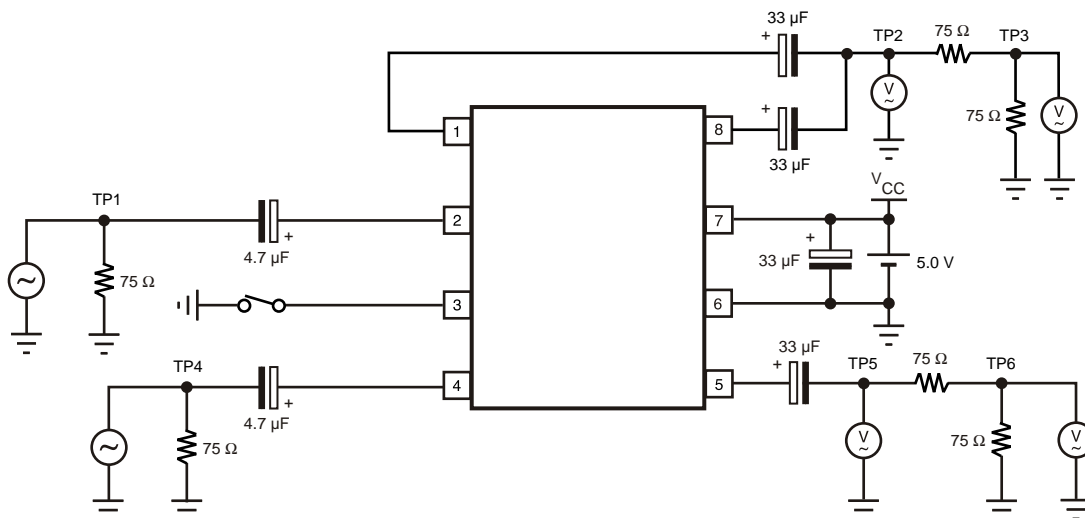 33 µF
+
TP2
75 Ω
TP3
V
~
75 Ω
V
~
1
8
+
33 µF
VCC
TP1
2
7
+
4.7 µF
+
33 µF
5.0 V
~
75 Ω
3
6
TP4
33 µF
+
TP5
75 Ω
TP6
4
5
4.7 µF
+
~
75 Ω
V
~
75 Ω
V
~